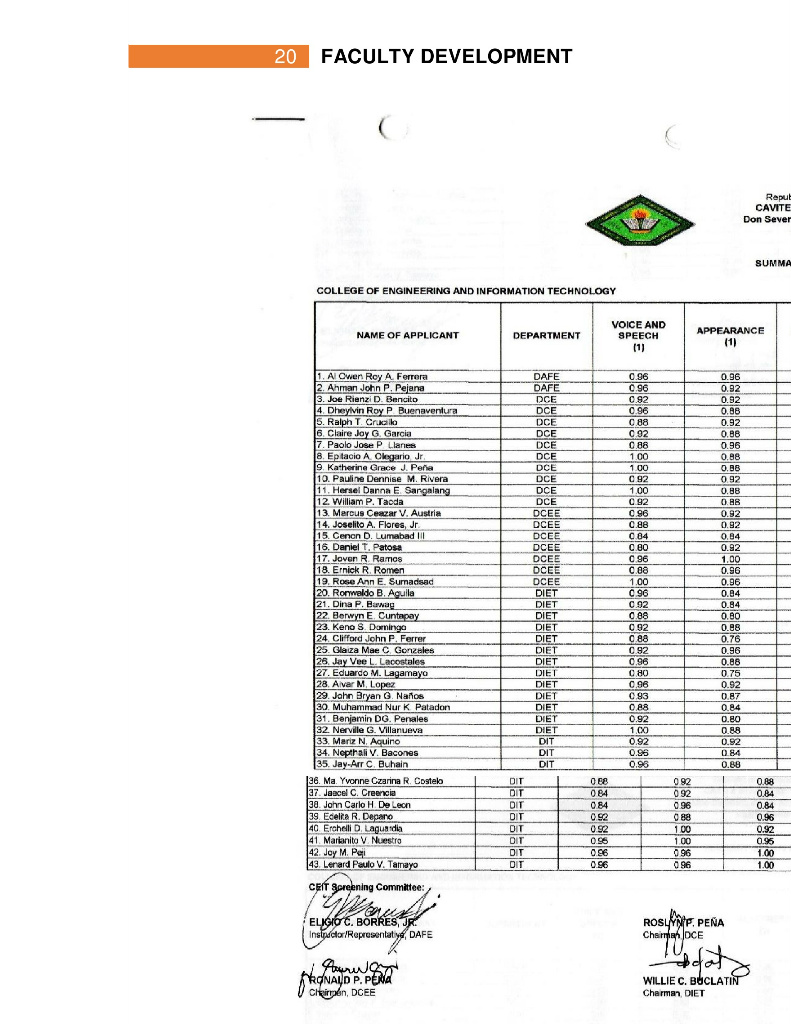 20 FACULTY DEVELOPMENT
Repub
CAVITE
Don Sever
SUMMA
COLLEGE OF ENGINEERING AND INFORMATION TECHNOLOGY
NAME OF APPLICANT DEPARTMENT VOICE AND SPEECH (1) APPEARANCE (1)
1. Al Owen Roy A. Ferrera DAFE 0.96 0.96
2. Ahman John P. Pejana DAFE 0.96 0.92
3. Joe Rienzi D. Bencito DCE 0.92 0.92
4. Dheylvin Roy P. Buenaventura DCE 0.96 0.88
5. Ralph T. Crucillo DCE 0.88 0.92
6. Claire Joy G. Garcia DCE 0.92 0.88
7. Paolo Jose P. Llanes DCE 0.88 0.96
8. Epitacio A. Olegario, Jr. DCE 1.00 0.88
9. Katherine Grace J. Peña DCE 1.00 0.88
10. Pauline Dennise M. Rivera DCE 0.92 0.92
11. Hersel Danna E. Sangalang DCE 1.00 0.88
12. William P. Tacda DCE 0.92 0.88
13. Marcus Ceazar V. Austria DCEE 0.96 0.92
14. Joselito A. Flores, Jr. DCEE 0.88 0.92
15. Cenon D. Lumabad III DCEE 0.84 0.84
16. Daniel T. Patosa DCEE 0.80 0.92
17. Joven R. Ramos DCEE 0.96 1.00
18. Ernick R. Romen DCEE 0.88 0.96
19. Rose Ann E. Sumadsad DCEE 1.00 0.96
20. Ronwaldo B. Aguila DIET 0.96 0.84
21. Dina P. Bawag DIET 0.92 0.84
22. Berwyn E. Cuntapay DIET 0.88 0.80
23. Keno S. Domingo DIET 0.92 0.88
24. Clifford John P. Ferrer DIET 0.88 0.76
25. Glaiza Mae C. Gonzales DIET 0.92 0.96
26. Jay Vee L. Lacostales DIET 0.96 0.88
27. Eduardo M. Lagamayo DIET 0.80 0.75
28. Alvar M. Lopez DIET 0.96 0.92
29. John Bryan G. Naños DIET 0.93 0.87
30. Muhammad Nur K. Patadon DIET 0.88 0.84
31. Benjamin DG. Penales DIET 0.92 0.80
32. Nerville G. Villanueva DIET 1.00 0.88
33. Mariz N. Aquino DIT 0.92 0.92
34. Nepthali V. Bacones DIT 0.96 0.84
35. Jay-Arr C. Buhain DIT 0.96 0.88
36. Ma. Yvonne Czarina R. Costelo DIT 0.88 0.92 0.88
37. Jaecel C. Creencia DIT 0.84 0.92 0.84
38. John Carlo H. De Leon DIT 0.84 0.96 0.84
39. Edelita R. Depano DIT 0.92 0.88 0.96
40. Erchelli D. Laguardia DIT 0.92 1.00 0.92
41. Marianito V. Nuestro DIT 0.95 1.00 0.95
42. Joy M. Peji DIT 0.96 0.96 1.00
43. Lenard Paulo V. Tamayo DIT 0.96 0.96 1.00
CEIT Screening Committee:
ELIGIO C. BORRES, JR. ROSLYN P. PEÑA
Instructor/Representative, DAFE Chairman, DCE
RONALD P. PEÑA WILLIE C. BUCLATIN
Chairman, DCEE Chairman, DIET